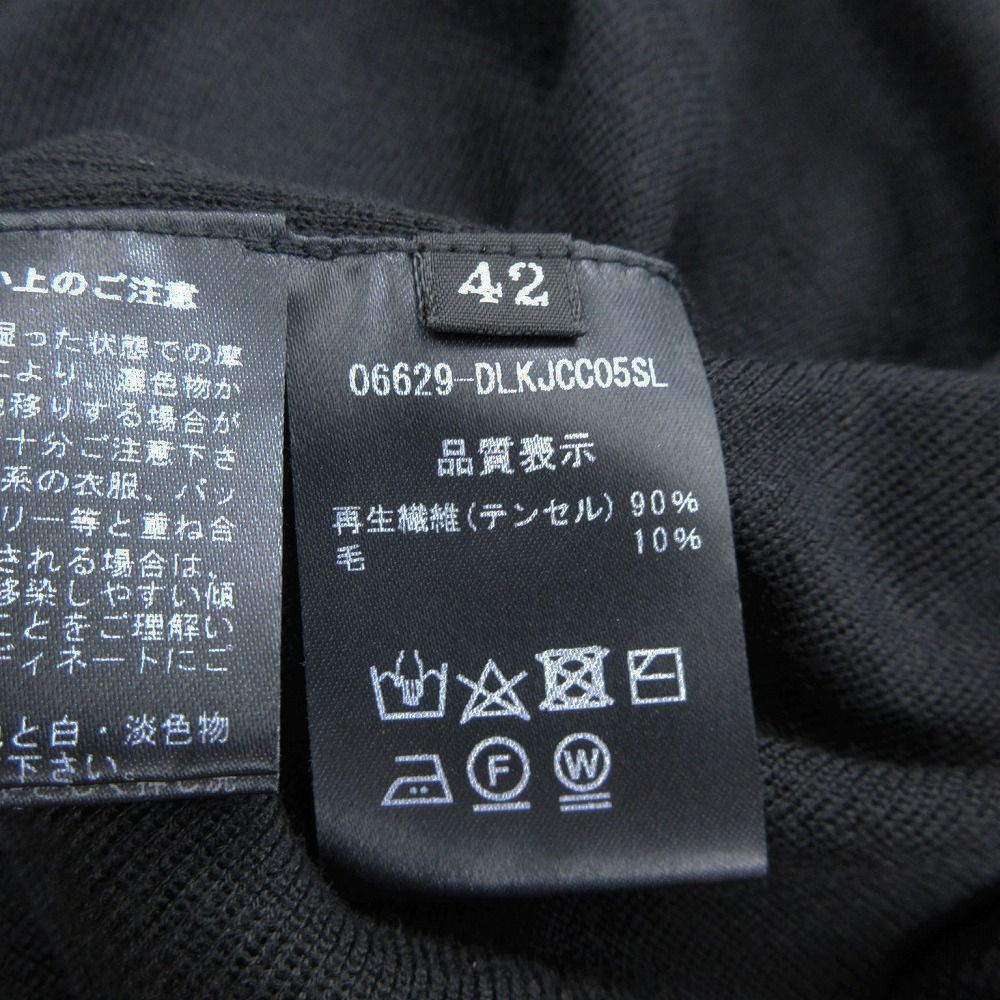 い上のご注意
湿った状態での摩
により、濃色物か
移りする場合が
十分ご注意下さ
系の衣服、バッ
リー等と重ね合
される場合は、
移染しやすい傾
ことをご理解い
ディネートにご
と白・淡色物
下さい。
42
06629-DLKJCC05SL
品質表示
再生繊維(テンセル) 90%
毛 10%
F
W